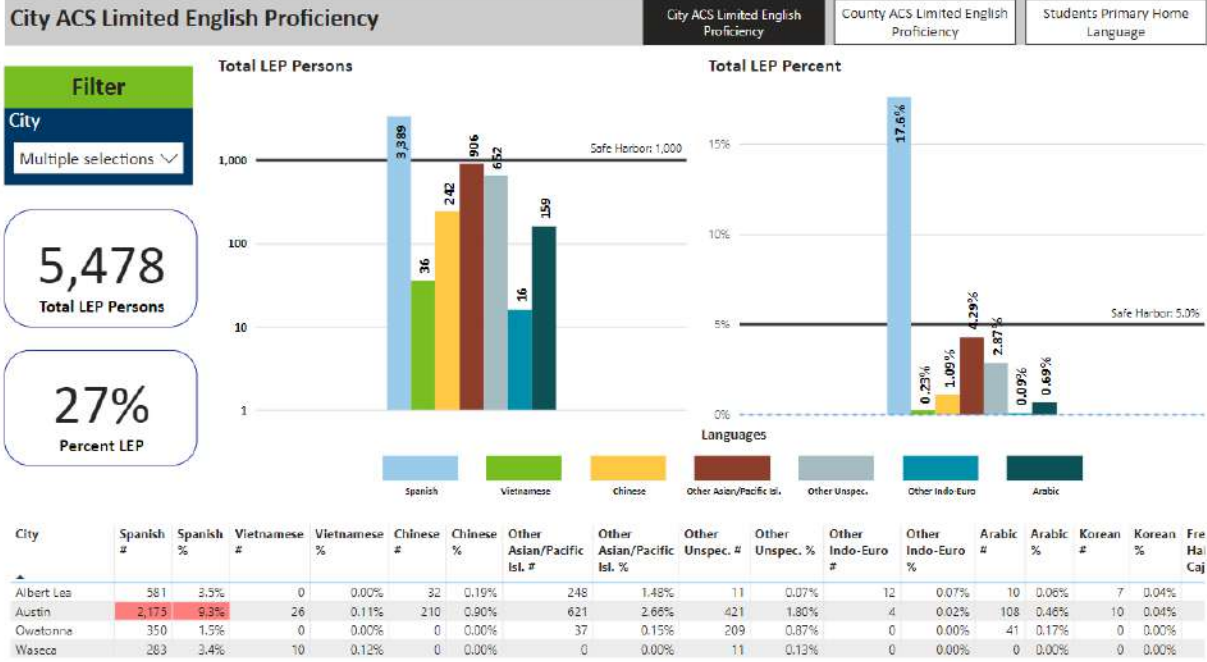 City ACS Limited English Proficiency
City ACS Limited English
Proficiency
County ACS Limited English
Proficiency
Students Primary Home
Language
Filter
City
Multiple selections
5,478
Total LEP Persons
27%
Percent LEP
Total LEP Persons
1,000
100
10
1
Safe Harbor: 1,000
3,389
36
242
906
652
16
159
Total LEP Percent
15%
10%
5%
0%
Safe Harbor: 5.0%
17.6%
0.23%
1.09%
4.29%
2.87%
0.09%
0.69%
Languages
Spanish Vietnamese Chinese Other Asian/Pacific Isl. Other Unspec. Other Indo-Euro Arabic
City Spanish Spanish Vietnamese Vietnamese Chinese Chinese Other Other Other Other Other Other Arabic Arabic Korean Korean Fre
# % # % # % Asian/Pacific Asian/Pacific Unspec. # Unspec. % Indo-Euro Indo-Euro # % # % Hai
Isl. # Isl. % # % Caj
Albert Lea 581 3.5% 0 0.00% 32 0.19% 248 1.48% 11 0.07% 12 0.07% 10 0.06% 7 0.04%
Austin 2,175 9.3% 26 0.11% 210 0.90% 621 2.66% 421 1.80% 4 0.02% 108 0.46% 10 0.04%
Owatonna 350 1.5% 0 0.00% 0 0.00% 37 0.15% 209 0.87% 0 0.00% 41 0.17% 0 0.00%
Waseca 283 3.4% 10 0.12% 0 0.00% 0 0.00% 11 0.13% 0 0.00% 0 0.00% 0 0.00%